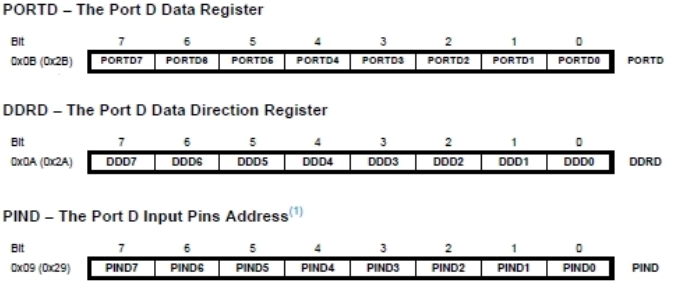 PORTD – The Port D Data Register
Bit 7 6 5 4 3 2 1 0
0x0B (0x2B) PORTD7 PORTD6 PORTD5 PORTD4 PORTD3 PORTD2 PORTD1 PORTD0 PORTD
DDRD – The Port D Data Direction Register
Bit 7 6 5 4 3 2 1 0
0x0A (0x2A) DDD7 DDD6 DDD5 DDD4 DDD3 DDD2 DDD1 DDD0 DDRD
PIND – The Port D Input Pins Address(1)
Bit 7 6 5 4 3 2 1 0
0x09 (0x29) PIND7 PIND6 PIND5 PIND4 PIND3 PIND2 PIND1 PIND0 PIND